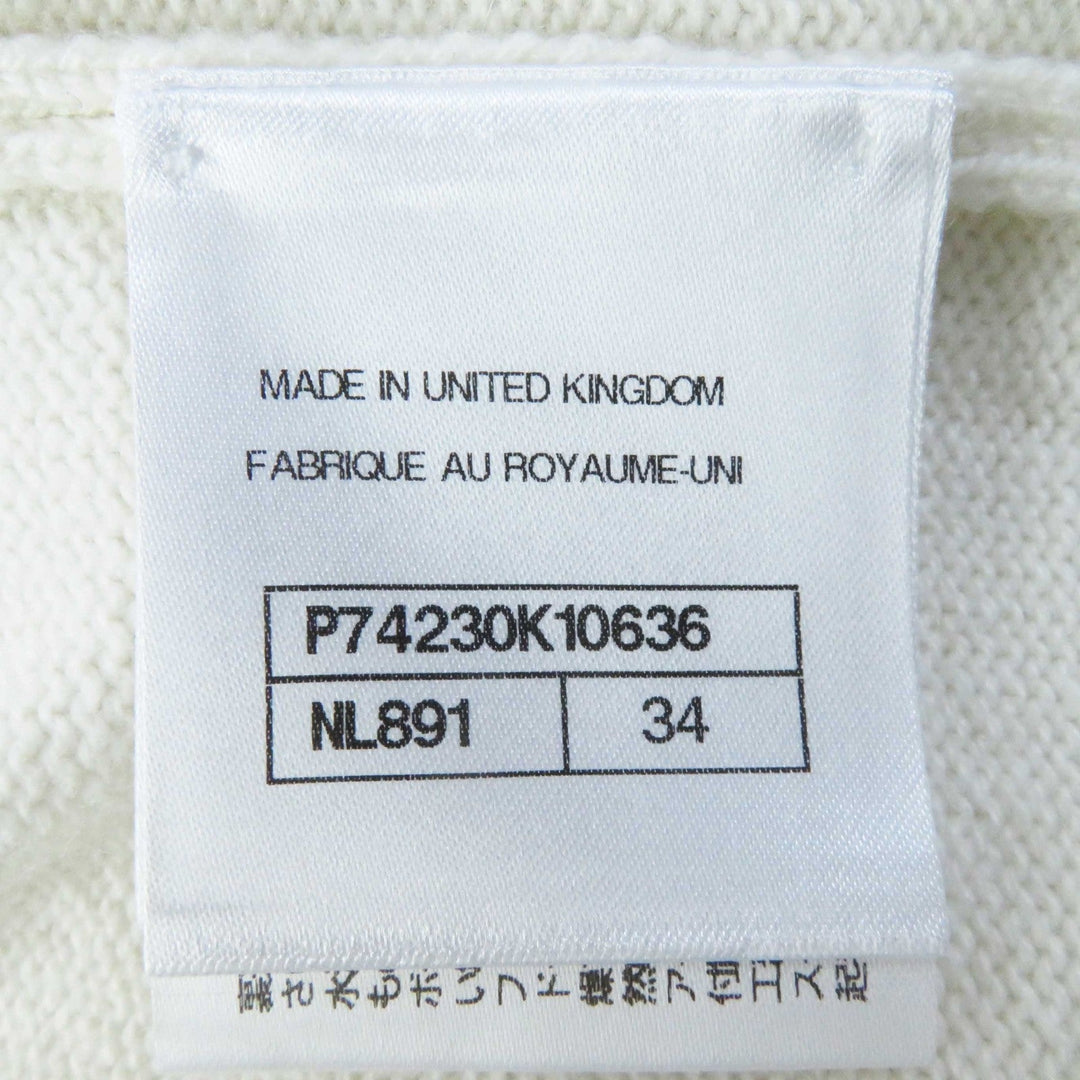 MADE IN UNITED KINGDOM
FABRIQUE AU ROYAUME-UNI
P74230K10636
NL891 34